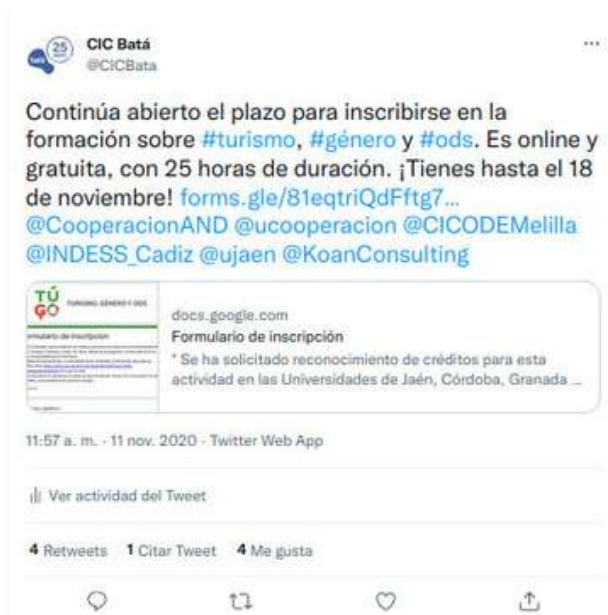 25
CIC Batá
@CICBata
Continúa abierto el plazo para inscribirse en la
formación sobre #turismo, #género y #ods. Es online y
gratuita, con 25 horas de duración. ¡Tienes hasta el 18
de noviembre! forms.gle/81eqtriQdFftg7...
@CooperacionAND @ucooperacion @CICODEMelilla
@INDESS_Cadiz @ujaen @KoanConsulting
TÚ
GO
TURISMO, GÉNERO Y ODS
docs.google.com
Formulario de inscripción
* Se ha solicitado reconocimiento de créditos para esta
actividad en las Universidades de Jaén, Córdoba, Granada ...
11:57 a. m. · 11 nov. 2020 · Twitter Web App
Ver actividad del Tweet
4 Retweets 1 Citar Tweet 4 Me gusta